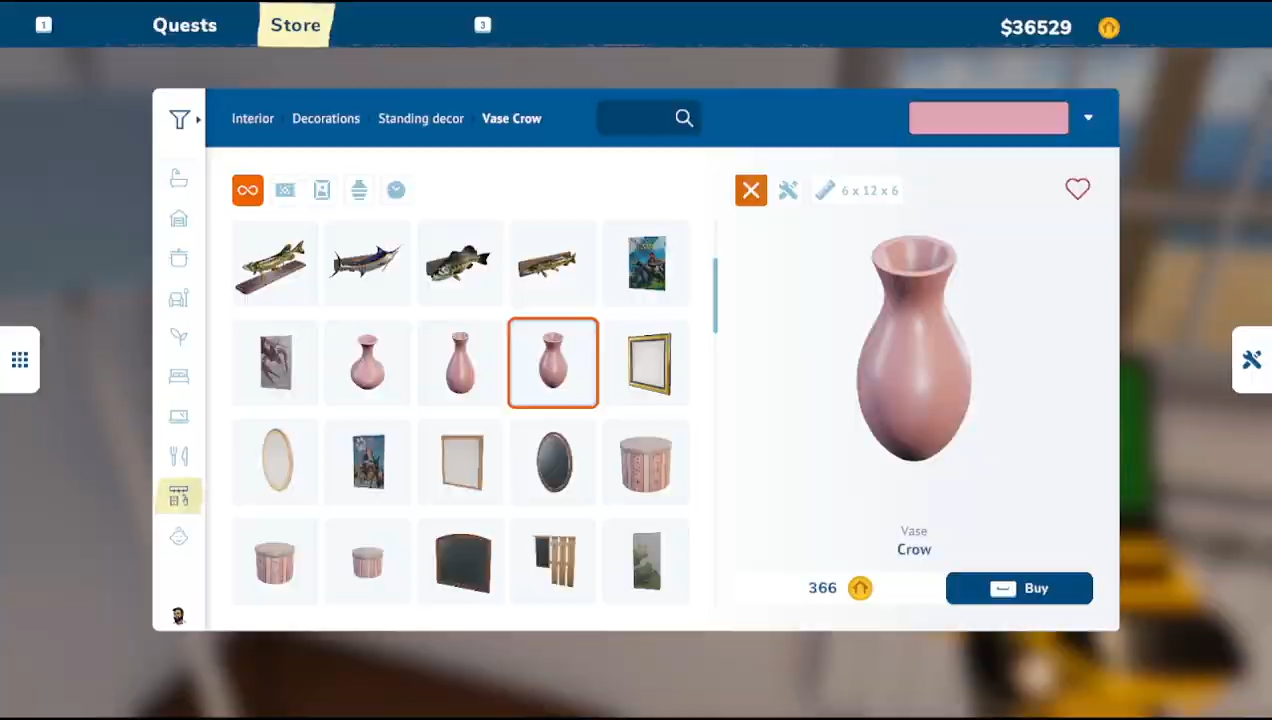 1
Quests
Store
3
$36529
Interior
Decorations
Standing decor
Vase Crow
6 x 12 x 6
Vase
Crow
366
Buy